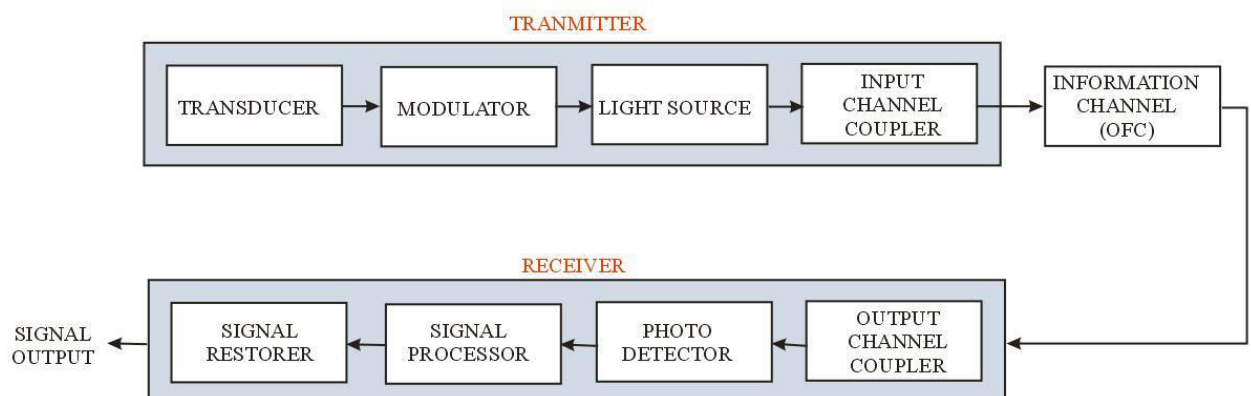 TRANMITTER
TRANSDUCER
MODULATOR
LIGHT SOURCE
INPUT
CHANNEL
COUPLER
INFORMATION
CHANNEL
(OFC)
RECEIVER
SIGNAL
OUTPUT
SIGNAL
RESTORER
SIGNAL
PROCESSOR
PHOTO
DETECTOR
OUTPUT
CHANNEL
COUPLER